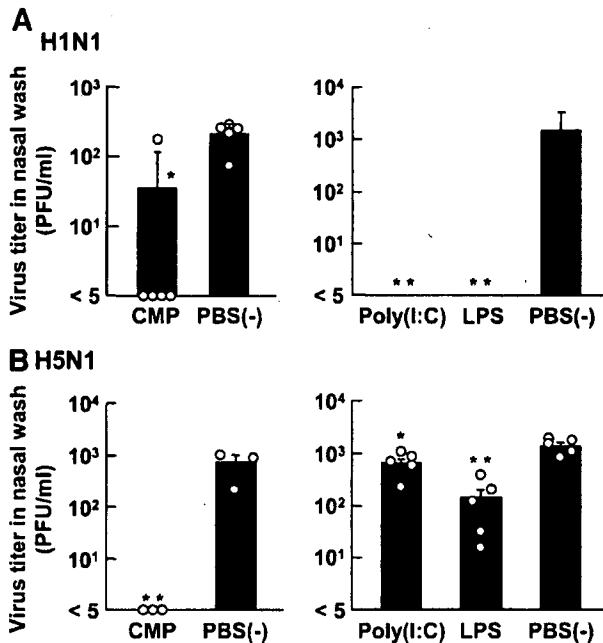 A
H1N1
Virus titer in nasal wash
(PFU/ml)
10³
10²
10¹
< 5
*
CMP PBS(-)
10⁴
10³
10²
10¹
< 5
** **
Poly(I:C) LPS PBS(-)
B H5N1
Virus titer in nasal wash
(PFU/ml)
10⁴
10³
10²
10¹
< 5
**
CMP PBS(-)
10⁴
10³
10²
10¹
< 5
*
**
Poly(I:C) LPS PBS(-)